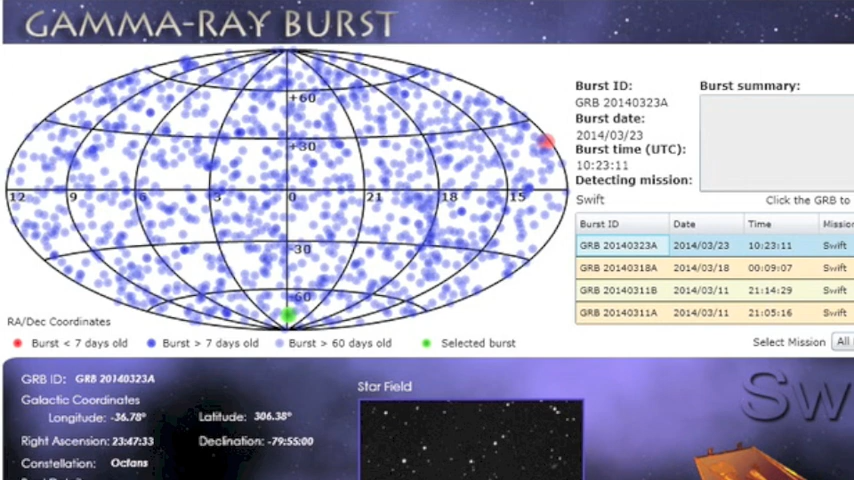 GAMMA-RAY BURST
+60
+30
12 9 6 3 0 21 18 15
-30
-60
RA/Dec Coordinates
Burst < 7 days old Burst > 7 days old Burst > 60 days old Selected burst
Burst ID:
GRB 20140323A
Burst date:
2014/03/23
Burst time (UTC):
10:23:11
Detecting mission:
Swift
Burst summary:
Click the GRB to
Burst ID Date Time Mission
GRB 20140323A 2014/03/23 10:23:11 Swift
GRB 20140318A 2014/03/18 00:09:07 Swift
GRB 20140311B 2014/03/11 21:14:29 Swift
GRB 20140311A 2014/03/11 21:05:16 Swift
Select Mission All
GRB ID: GRB 20140323A
Galactic Coordinates
Longitude: -36.78° Latitude: 306.38°
Right Ascension: 23:47:33 Declination: -79:55:00
Constellation: Octans
Star Field
Sw